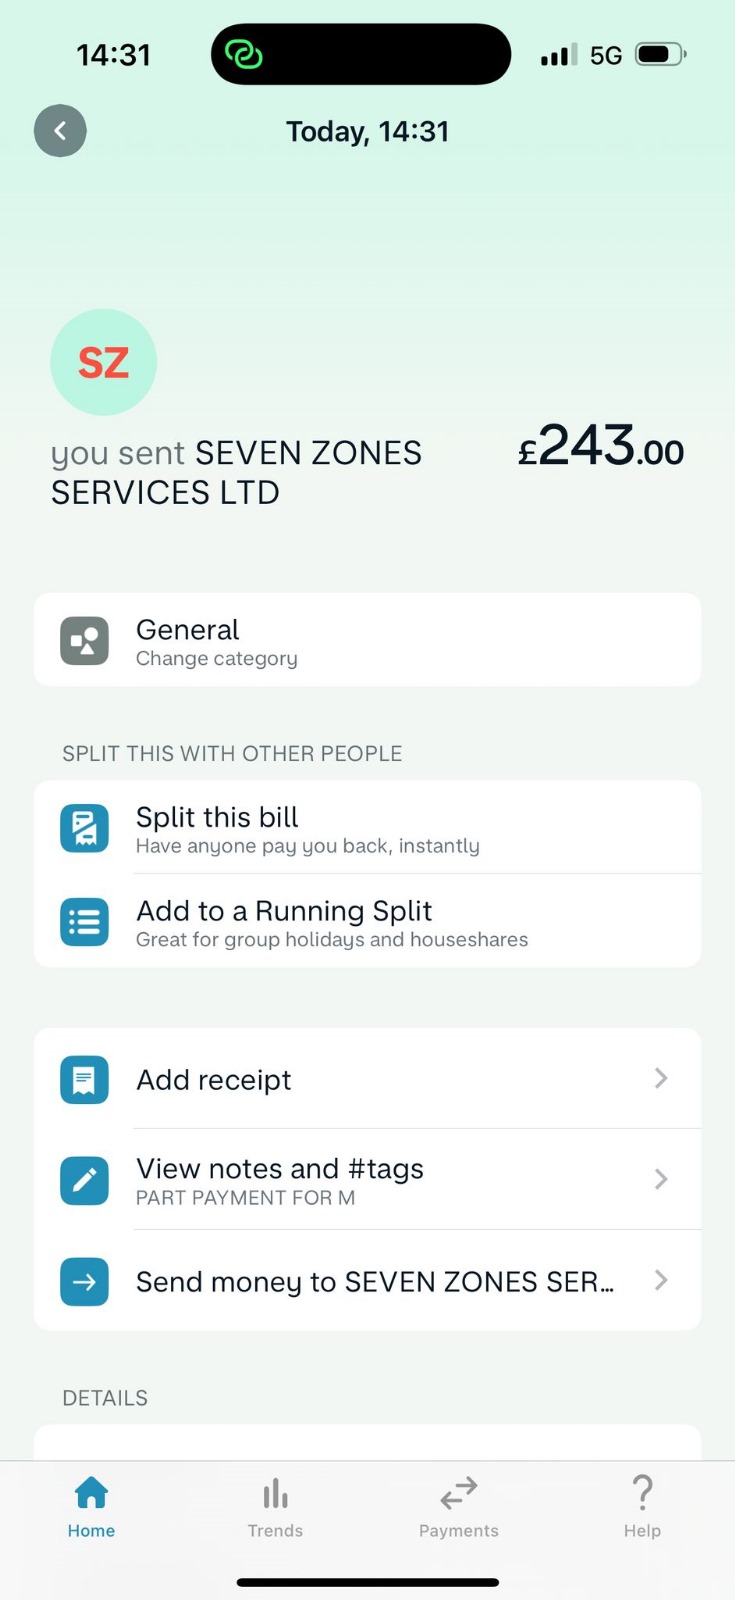 14:31
5G
Today, 14:31
SZ
you sent SEVEN ZONES
SERVICES LTD
£243.00
General
Change category
SPLIT THIS WITH OTHER PEOPLE
Split this bill
Have anyone pay you back, instantly
Add to a Running Split
Great for group holidays and houseshares
Add receipt
View notes and #tags
PART PAYMENT FOR M
Send money to SEVEN ZONES SER...
DETAILS
Home
Trends
Payments
Help